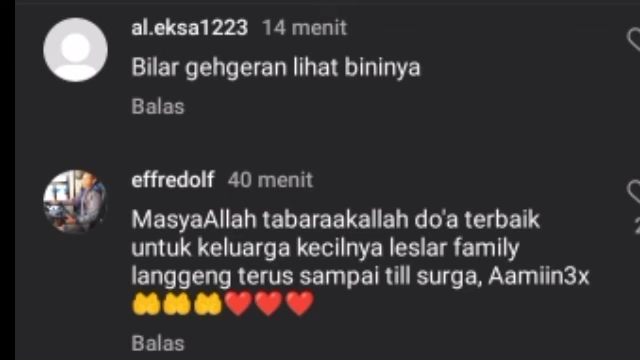 al.eksa1223 14 menit
Bilar gehgeran lihat bininya
Balas
effredolf 40 menit
MasyaAllah tabaraakallah do'a terbaik
untuk keluarga kecilnya leslar family
langgeng terus sampai till surga, Aamiin3x
🤲🤲🤲❤️❤️❤️
Balas